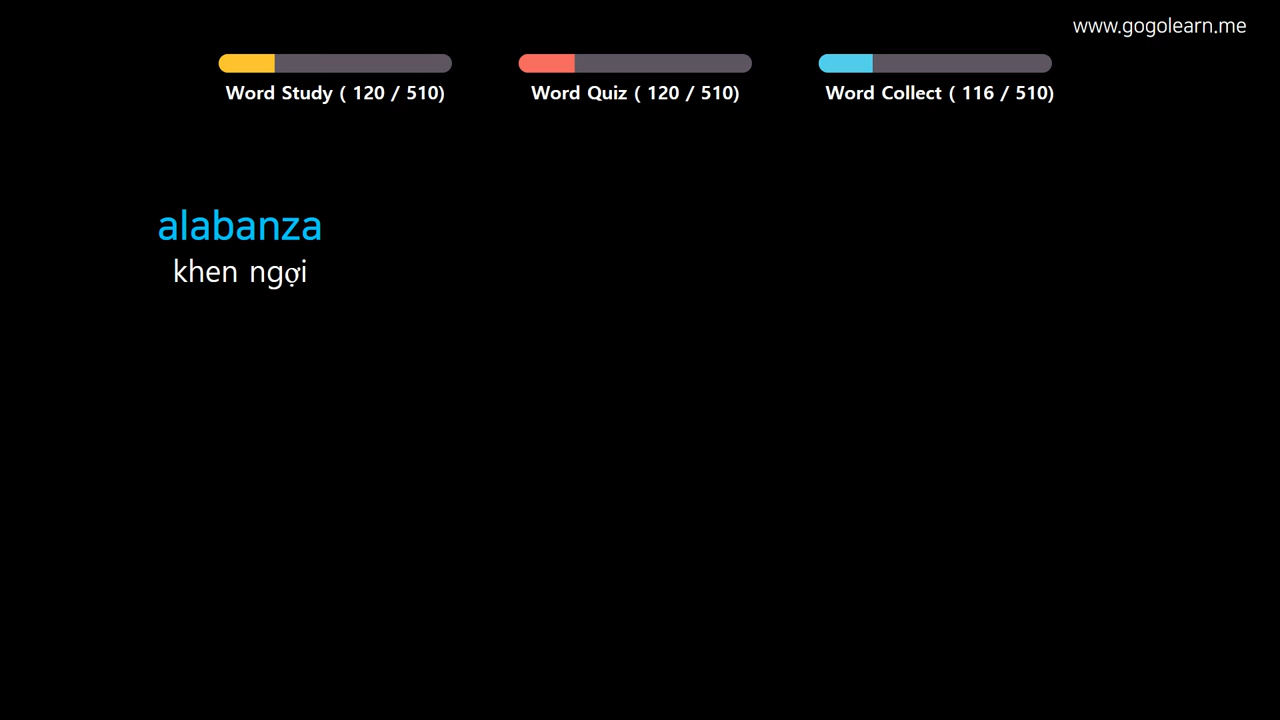 www.gogolearn.me
Word Study ( 120 / 510)
Word Quiz ( 120 / 510)
Word Collect ( 116 / 510)
alabanza
khen ngợi